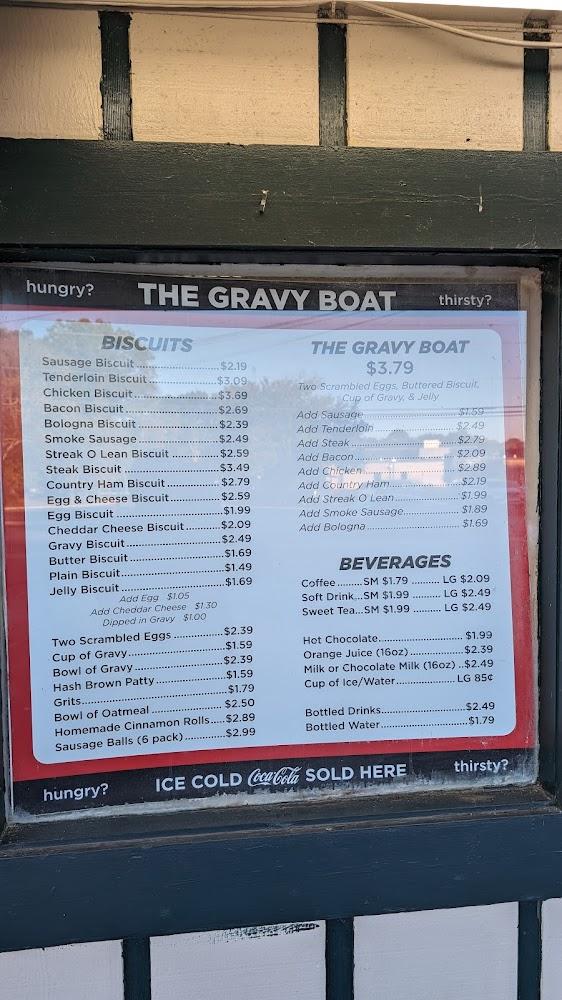 hungry? THE GRAVY BOAT thirsty?
BISCUITS
Sausage Biscuit....................$2.19
Tenderloin Biscuit....................$3.09
Chicken Biscuit....................$3.69
Bacon Biscuit....................$2.69
Bologna Biscuit....................$2.39
Smoke Sausage....................$2.49
Streak O Lean Biscuit....................$2.59
Steak Biscuit....................$3.49
Country Ham Biscuit....................$2.79
Egg & Cheese Biscuit....................$2.59
Egg Biscuit....................$1.99
Cheddar Cheese Biscuit....................$2.09
Gravy Biscuit....................$2.49
Butter Biscuit....................$1.69
Plain Biscuit....................$1.49
Jelly Biscuit....................$1.69
Add Egg $1.05
Add Cheddar Cheese $1.30
Dipped in Gravy $1.00
Two Scrambled Eggs....................$2.39
Cup of Gravy....................$1.59
Bowl of Gravy....................$2.39
Hash Brown Patty....................$1.59
Grits....................$1.79
Bowl of Oatmeal....................$2.50
Homemade Cinnamon Rolls....$2.89
Sausage Balls (6 pack)....................$2.99
THE GRAVY BOAT
$3.79
Two Scrambled Eggs, Buttered Biscuit,
Cup of Gravy, & Jelly
Add Sausage....................$1.59
Add Tenderloin....................$2.49
Add Steak....................$2.79
Add Bacon....................$2.09
Add Chicken....................$2.89
Add Country Ham....................$2.19
Add Streak O Lean....................$1.99
Add Smoke Sausage....................$1.89
Add Bologna....................$1.69
BEVERAGES
Coffee.........SM $1.79..........LG $2.09
Soft Drink...SM $1.99..........LG $2.49
Sweet Tea...SM $1.99..........LG $2.49
Hot Chocolate....................$1.99
Orange Juice (16oz)....................$2.39
Milk or Chocolate Milk (16oz)..$2.49
Cup of Ice/Water....................LG 85¢
Bottled Drinks....................$2.49
Bottled Water....................$1.79
hungry? ICE COLD Coca-Cola SOLD HERE thirsty?